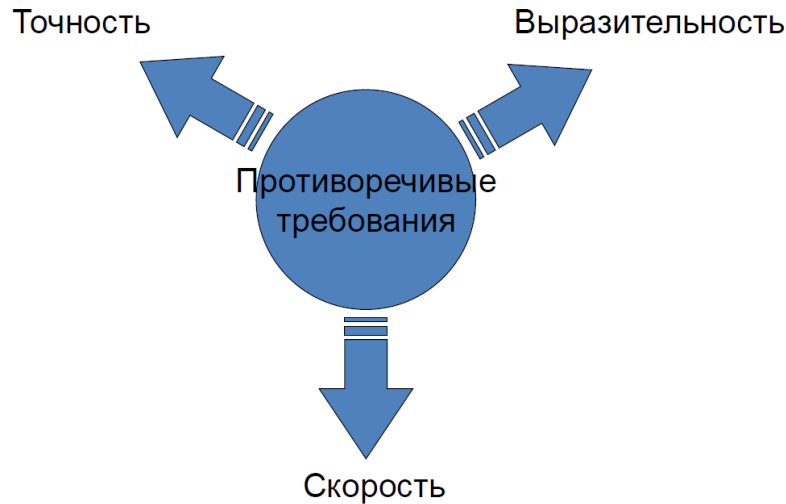 Точность
Выразительность
Противоречивые
требования
Скорость